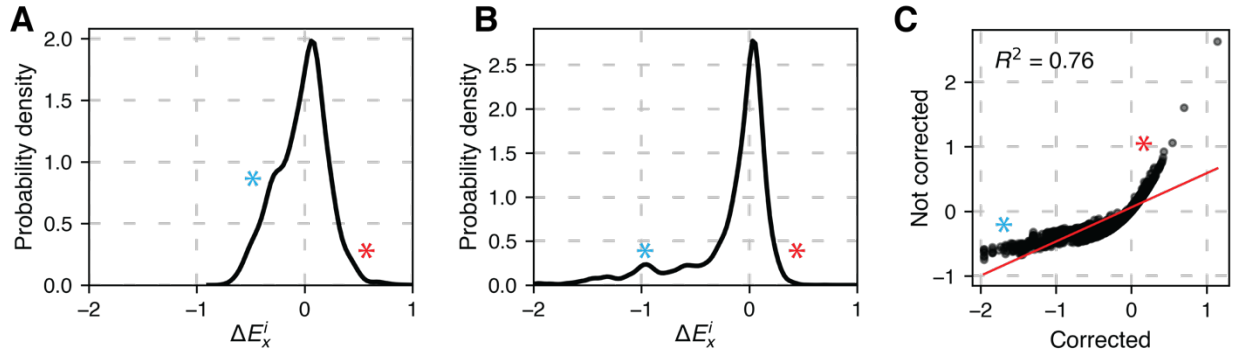 A
Probability density
2.0
1.5
1.0
0.5
0.0
−2
−1
0
1
ΔE_x^i
B
Probability density
2.5
2.0
1.5
1.0
0.5
0.0
−2
−1
0
1
ΔE_x^i
C
R² = 0.76
Not corrected
2
1
0
−1
−2
−1
0
1
Corrected